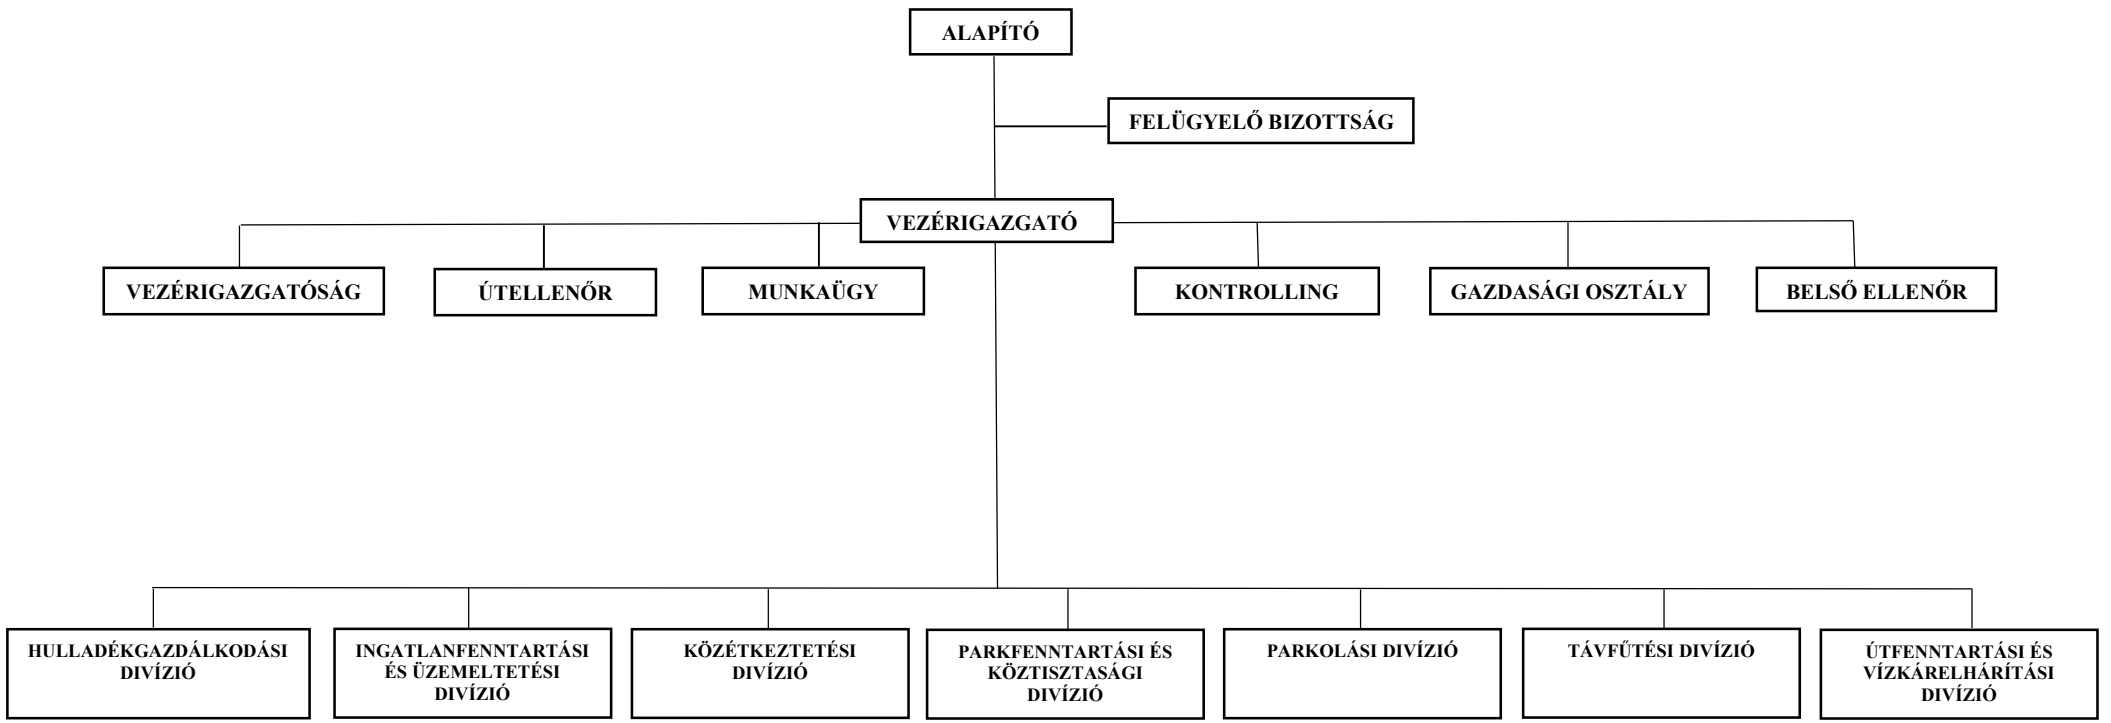 ALAPÍTÓ
FELÜGYELŐ BIZOTTSÁG
VEZÉRIGAZGATÓ
VEZÉRIGAZGATÓSÁG
ÚTELLENŐR
MUNKAÜGY
KONTROLLING
GAZDASÁGI OSZTÁLY
BELSŐ ELLENŐR
HULLADÉKGAZDÁLKODÁSI
DIVÍZIÓ
INGATLANFENNTARTÁSI
ÉS ÜZEMELTETÉSI
DIVÍZIÓ
KÖZÉTKEZTETÉSI
DIVÍZIÓ
PARKFENNTARTÁSI ÉS
KÖZTISZTASÁGI
DIVÍZIÓ
PARKOLÁSI DIVÍZIÓ
TÁVFŰTÉSI DIVÍZIÓ
ÚTFENNTARTÁSI ÉS
VÍZKÁRELHÁRÍTÁSI
DIVÍZIÓ